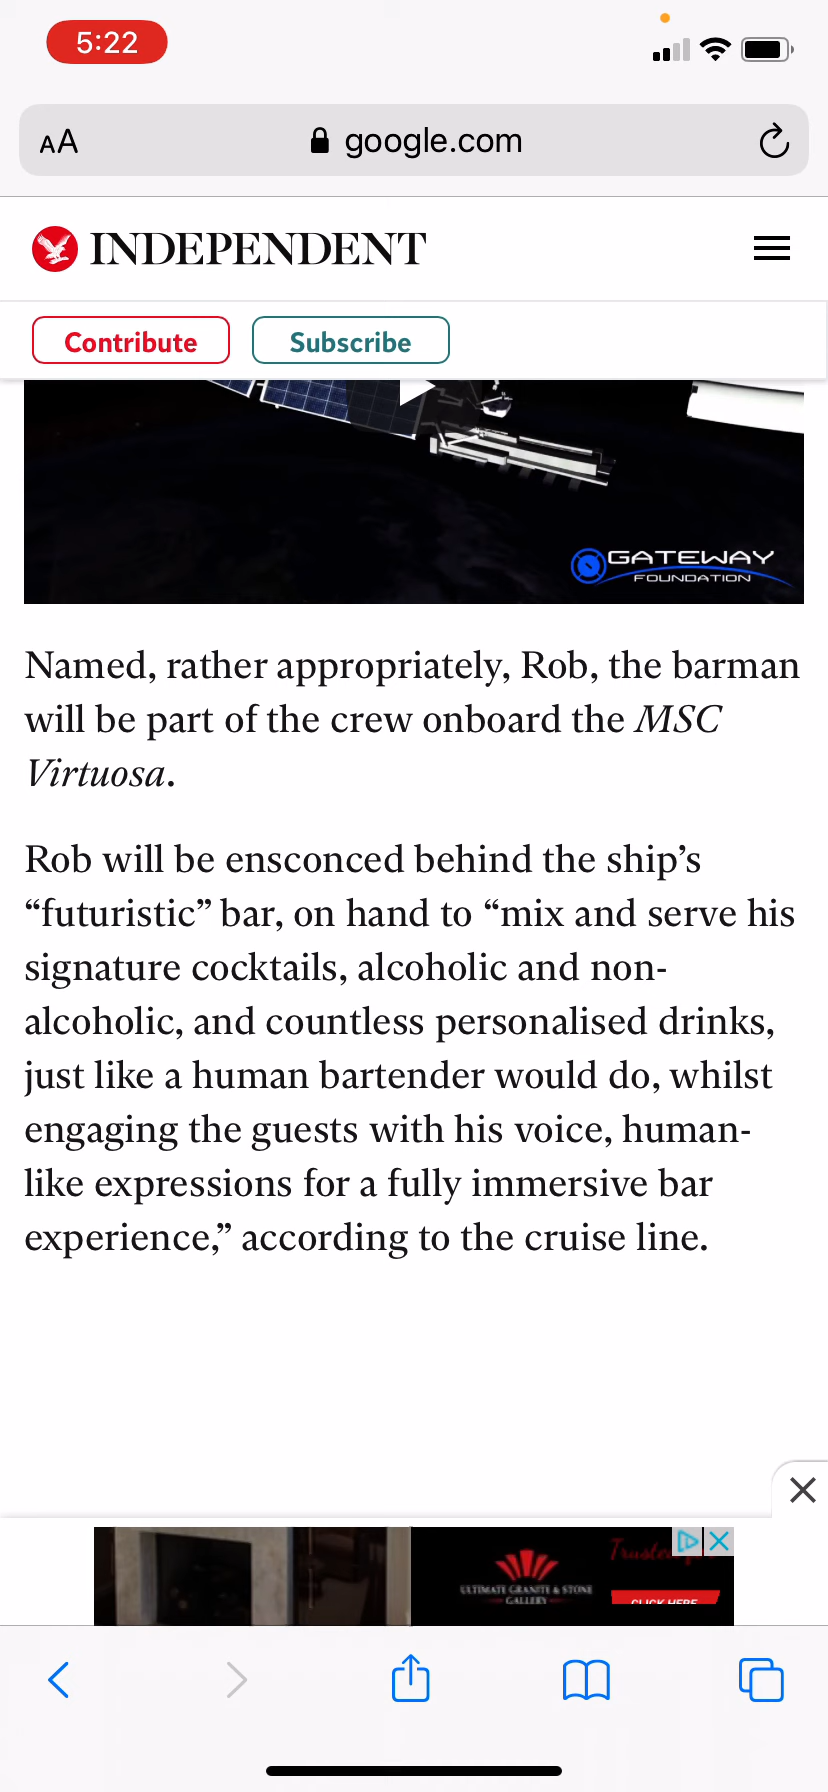 5:22
AA google.com
INDEPENDENT
Contribute Subscribe
GATEWAY
FOUNDATION
Named, rather appropriately, Rob, the barman
will be part of the crew onboard the MSC
Virtuosa.
Rob will be ensconced behind the ship’s
“futuristic” bar, on hand to “mix and serve his
signature cocktails, alcoholic and non-
alcoholic, and countless personalised drinks,
just like a human bartender would do, whilst
engaging the guests with his voice, human-
like expressions for a fully immersive bar
experience,” according to the cruise line.
Trusted
ULTIMATE GRANITE & STONE
GALLERY
CLICK HERE